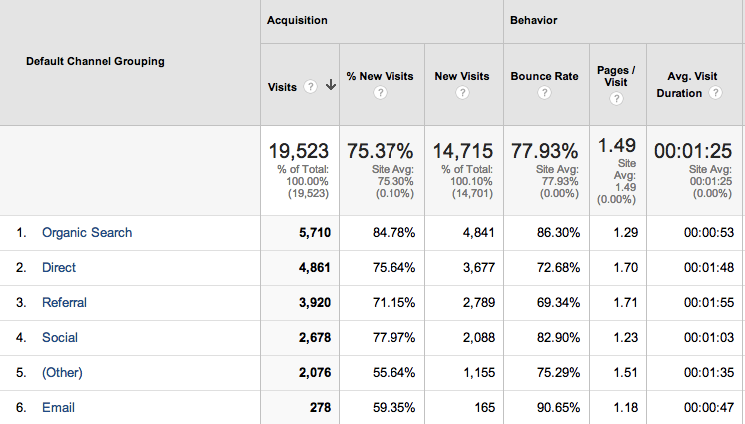 Acquisition Behavior
Default Channel Grouping
Visits ? % New Visits ? New Visits ? Bounce Rate ? Pages / Visit ? Avg. Visit Duration ?
19,523 75.37% 14,715 77.93% 1.49 00:01:25
% of Total: 100.00% (19,523) Site Avg: 75.30% (0.10%) % of Total: 100.10% (14,701) Site Avg: 77.93% (0.00%) Site Avg: 1.49 (0.00%) Site Avg: 00:01:25 (0.00%)
1. Organic Search 5,710 84.78% 4,841 86.30% 1.29 00:00:53
2. Direct 4,861 75.64% 3,677 72.68% 1.70 00:01:48
3. Referral 3,920 71.15% 2,789 69.34% 1.71 00:01:55
4. Social 2,678 77.97% 2,088 82.90% 1.23 00:01:03
5. (Other) 2,076 55.64% 1,155 75.29% 1.51 00:01:35
6. Email 278 59.35% 165 90.65% 1.18 00:00:47